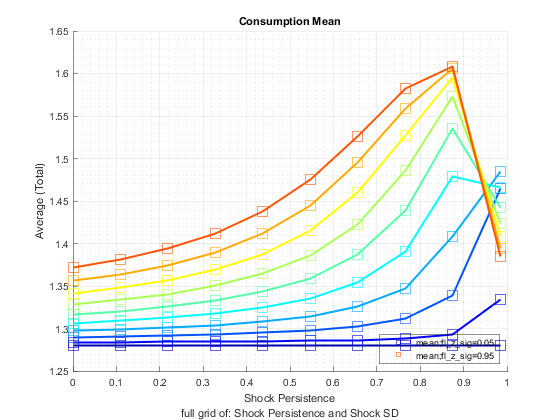 Consumption Mean
1.65
1.6
1.55
1.5
1.45
1.4
1.35
1.3
1.25
Average (Total)
mean;fl_z_sig=0.05
mean;fl_z_sig=0.95
0 0.1 0.2 0.3 0.4 0.5 0.6 0.7 0.8 0.9 1
Shock Persistence
full grid of: Shock Persistence and Shock SD